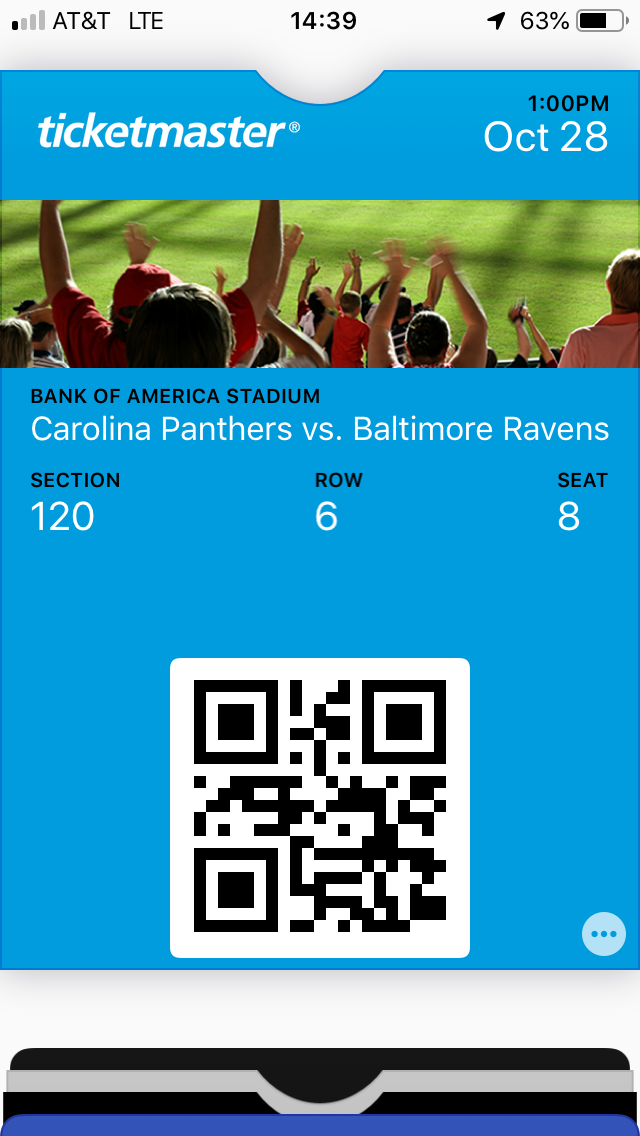 AT&T LTE 14:39 63%
ticketmaster®
1:00PM
Oct 28
BANK OF AMERICA STADIUM
Carolina Panthers vs. Baltimore Ravens
SECTION ROW SEAT
120 6 8